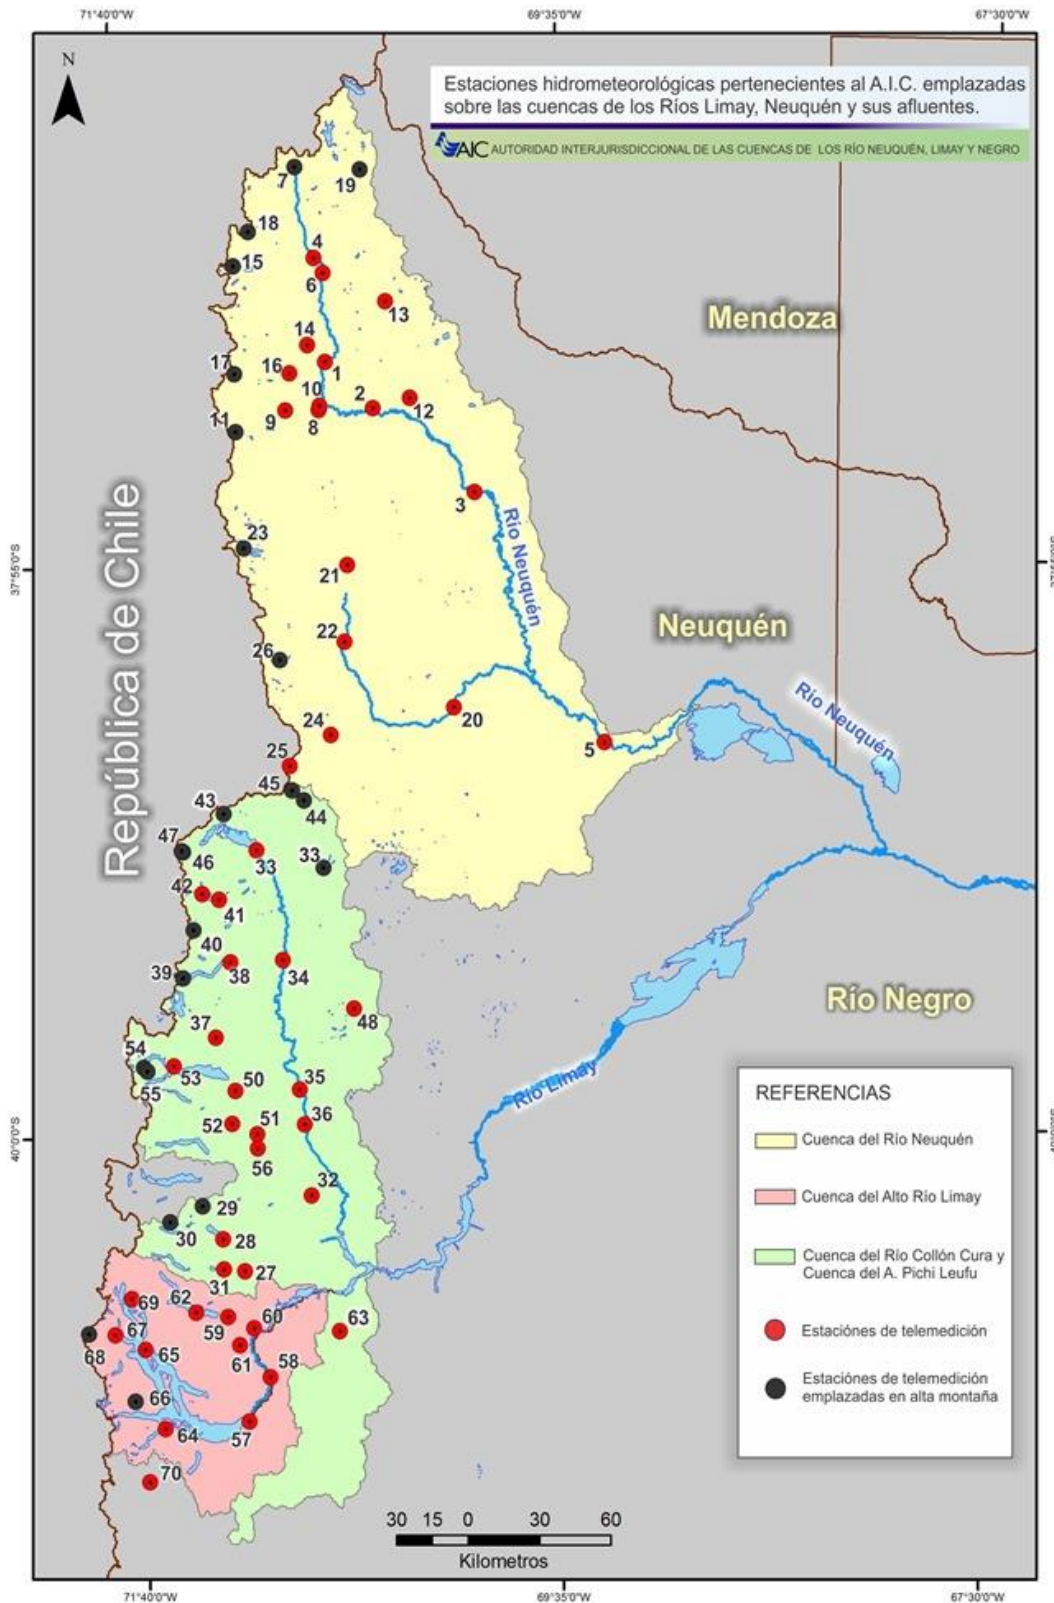 71°40'0"W
69°35'0"W
67°30'0"W
N
Estaciones hidrometeorológicas pertenecientes al A.I.C. emplazadas
sobre las cuencas de los Ríos Limay, Neuquén y sus afluentes.
AIC AUTORIDAD INTERJURISDICCIONAL DE LAS CUENCAS DE LOS RÍO NEUQUÉN, LIMAY Y NEGRO
7
19
18
4
15
6
13
Mendoza
14
17
16
1
10
2
12
9
8
11
3
República de Chile
Río Neuquén
23
37°55'0"S
21
Neuquén
22
26
Río Neuquén
20
24
5
25
45
44
43
47
46
33
33
42
41
40
39
38
34
Río Negro
48
37
54
53
55
50
35
Río Limay
52
51
36
56
40°0'0"S
32
29
30
28
31
27
69
62
60
63
67
59
68
65
61
58
66
64
57
70
REFERENCIAS
Cuenca del Río Neuquén
Cuenca del Alto Río Limay
Cuenca del Río Collón Cura y
Cuenca del A. Pichi Leufu
Estaciónes de telemedición
Estaciónes de telemedición
emplazadas en alta montaña
30 15 0 30 60
Kilometros
71°40'0"W
69°35'0"W
67°30'0"W